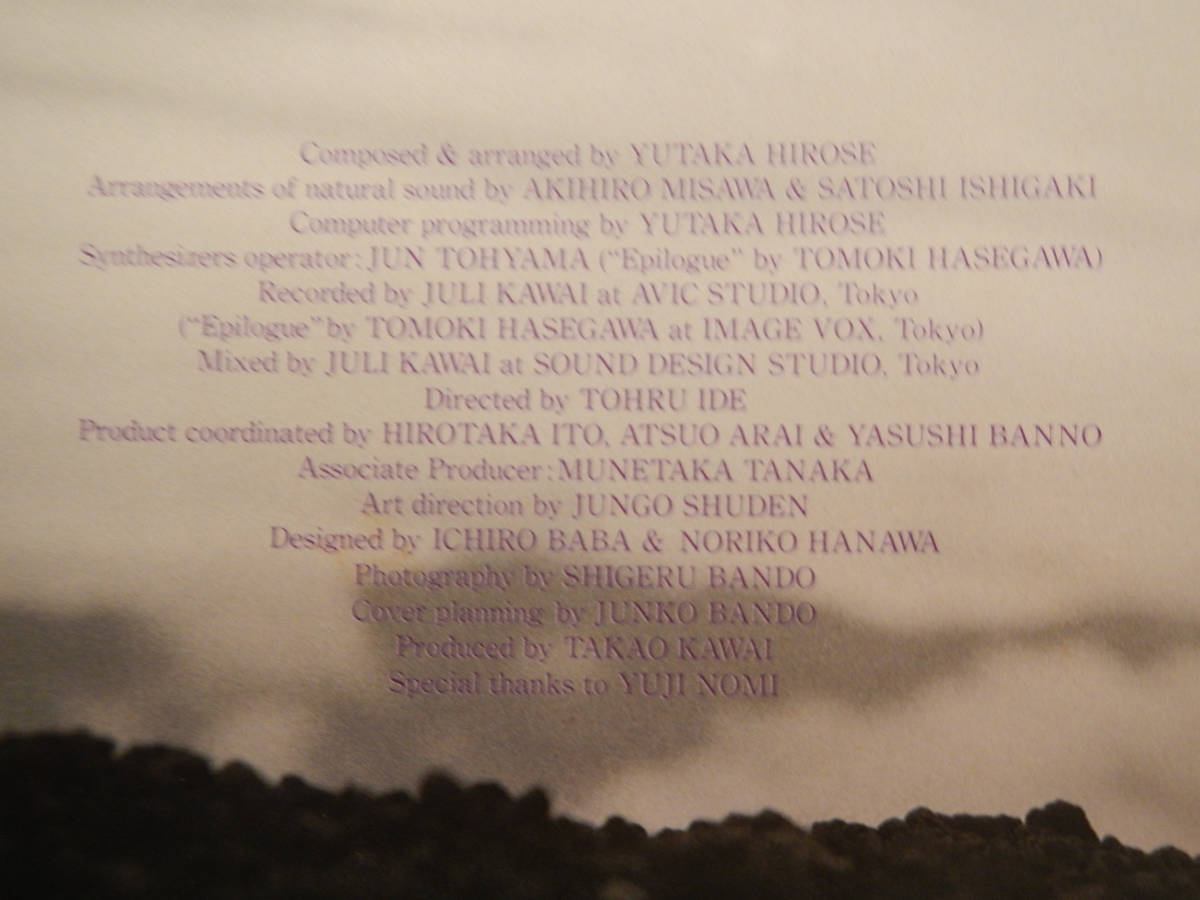 Composed & arranged by YUTAKA HIROSE
Arrangements of natural sound by AKIHIRO MISAWA & SATOSHI ISHIGAKI
Computer programming by YUTAKA HIROSE
Synthesizers operator: JUN TOHYAMA ("Epilogue" by TOMOKI HASEGAWA)
Recorded by JULI KAWAI at AVIC STUDIO, Tokyo
("Epilogue" by TOMOKI HASEGAWA at IMAGE VOX, Tokyo)
Mixed by JULI KAWAI at SOUND DESIGN STUDIO, Tokyo
Directed by TOHRU IDE
Product coordinated by HIROTAKA ITO, ATSUO ARAI & YASUSHI BANNO
Associate Producer: MUNETAKA TANAKA
Art direction by JUNGO SHUDEN
Designed by ICHIRO BABA & NORIKO HANAWA
Photography by SHIGERU BANDO
Cover planning by JUNKO BANDO
Produced by TAKAO KAWAI
Special thanks to YUJI NOMI